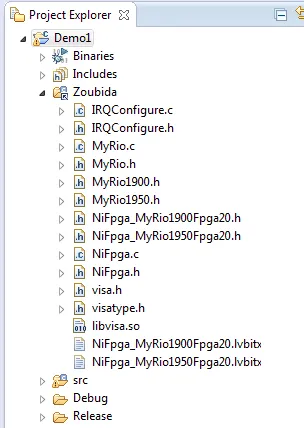 Project Explorer
Demo1
Binaries
Includes
Zoubida
IRQConfigure.c
IRQConfigure.h
MyRio.c
MyRio.h
MyRio1900.h
MyRio1950.h
NiFpga_MyRio1900Fpga20.h
NiFpga_MyRio1950Fpga20.h
NiFpga.c
NiFpga.h
visa.h
visatype.h
libvisa.so
NiFpga_MyRio1900Fpga20.lvbitx
NiFpga_MyRio1950Fpga20.lvbitx
src
Debug
Release